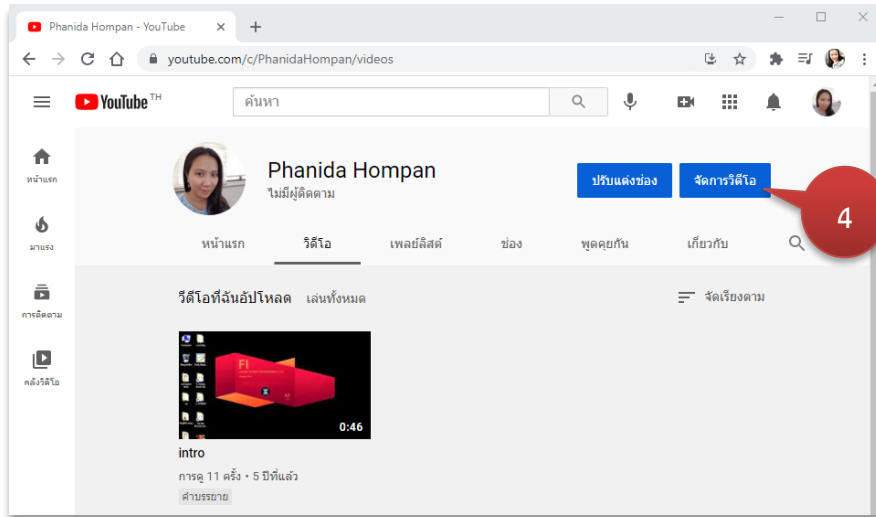 Phanida Hompan - YouTube
youtube.com/c/PhanidaHompan/videos
YouTube TH
ค้นหา
หน้าแรก
มาแรง
การติดตาม
คลังวิดีโอ
Phanida Hompan
ไม่มีผู้ติดตาม
ปรับแต่งช่อง
จัดการวิดีโอ
4
หน้าแรก วิดีโอ เพลย์ลิสต์ ช่อง พูดคุยกัน เกี่ยวกับ
วิดีโอที่ฉันอัปโหลด เล่นทั้งหมด
จัดเรียงตาม
Fl
0:46
intro
การดู 11 ครั้ง • 5 ปีที่แล้ว
คำบรรยาย